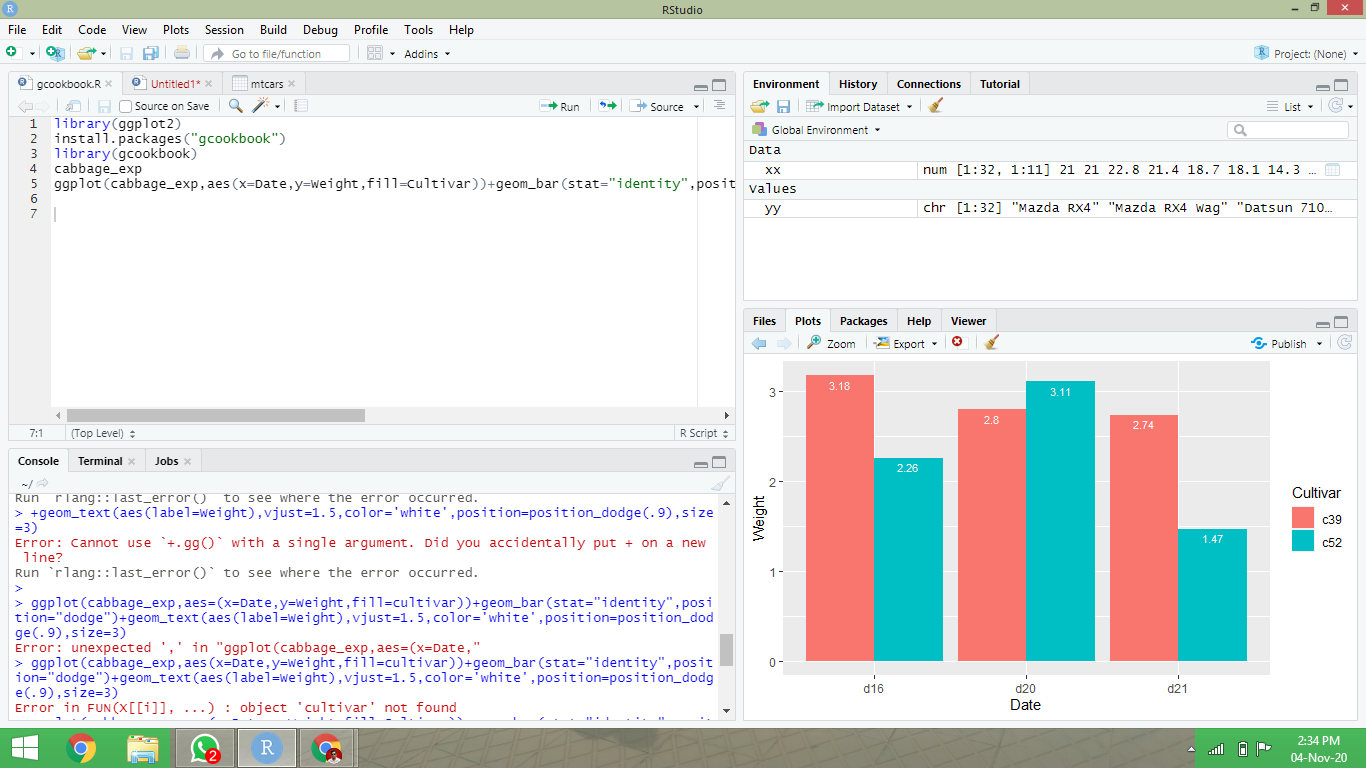 RStudio
File Edit Code View Plots Session Build Debug Profile Tools Help
Go to file/function Addins Project: (None)
gcookbook.R Untitled1* mtcars
Source on Save Run Source
1 library(ggplot2)
2 install.packages("gcookbook")
3 library(gcookbook)
4 cabbage_exp
5 ggplot(cabbage_exp,aes(x=Date,y=Weight,fill=Cultivar))+geom_bar(stat="identity",posit
6
7
7:1 (Top Level) R Script
Console Terminal Jobs
~/
Run `rlang::last_error()` to see where the error occurred.
> +geom_text(aes(label=Weight),vjust=1.5,color='white',position=position_dodge(.9),size
=3)
Error: Cannot use `+.gg()` with a single argument. Did you accidentally put + on a new
line?
Run `rlang::last_error()` to see where the error occurred.
>
> ggplot(cabbage_exp,aes=(x=Date,y=Weight,fill=cultivar))+geom_bar(stat="identity",posi
tion="dodge")+geom_text(aes(label=Weight),vjust=1.5,color='white',position=position_dod
ge(.9),size=3)
Error: unexpected ',' in "ggplot(cabbage_exp,aes=(x=Date,"
> ggplot(cabbage_exp,aes(x=Date,y=Weight,fill=cultivar))+geom_bar(stat="identity",posi
tion="dodge")+geom_text(aes(label=Weight),vjust=1.5,color='white',position=position_dodg
e(.9),size=3)
Error in FUN(X[[i]], ...) : object 'cultivar' not found
Environment History Connections Tutorial
Import Dataset List
Global Environment
Data
xx num [1:32, 1:11] 21 21 22.8 21.4 18.7 18.1 14.3 ...
Values
yy chr [1:32] "Mazda RX4" "Mazda RX4 Wag" "Datsun 710…
Files Plots Packages Help Viewer
Zoom Export Publish
3.18
2.26
2.8
3.11
2.74
1.47
3
2
1
0
Weight
d16 d20 d21
Date
Cultivar
c39
c52
2
2:34 PM
04-Nov-20